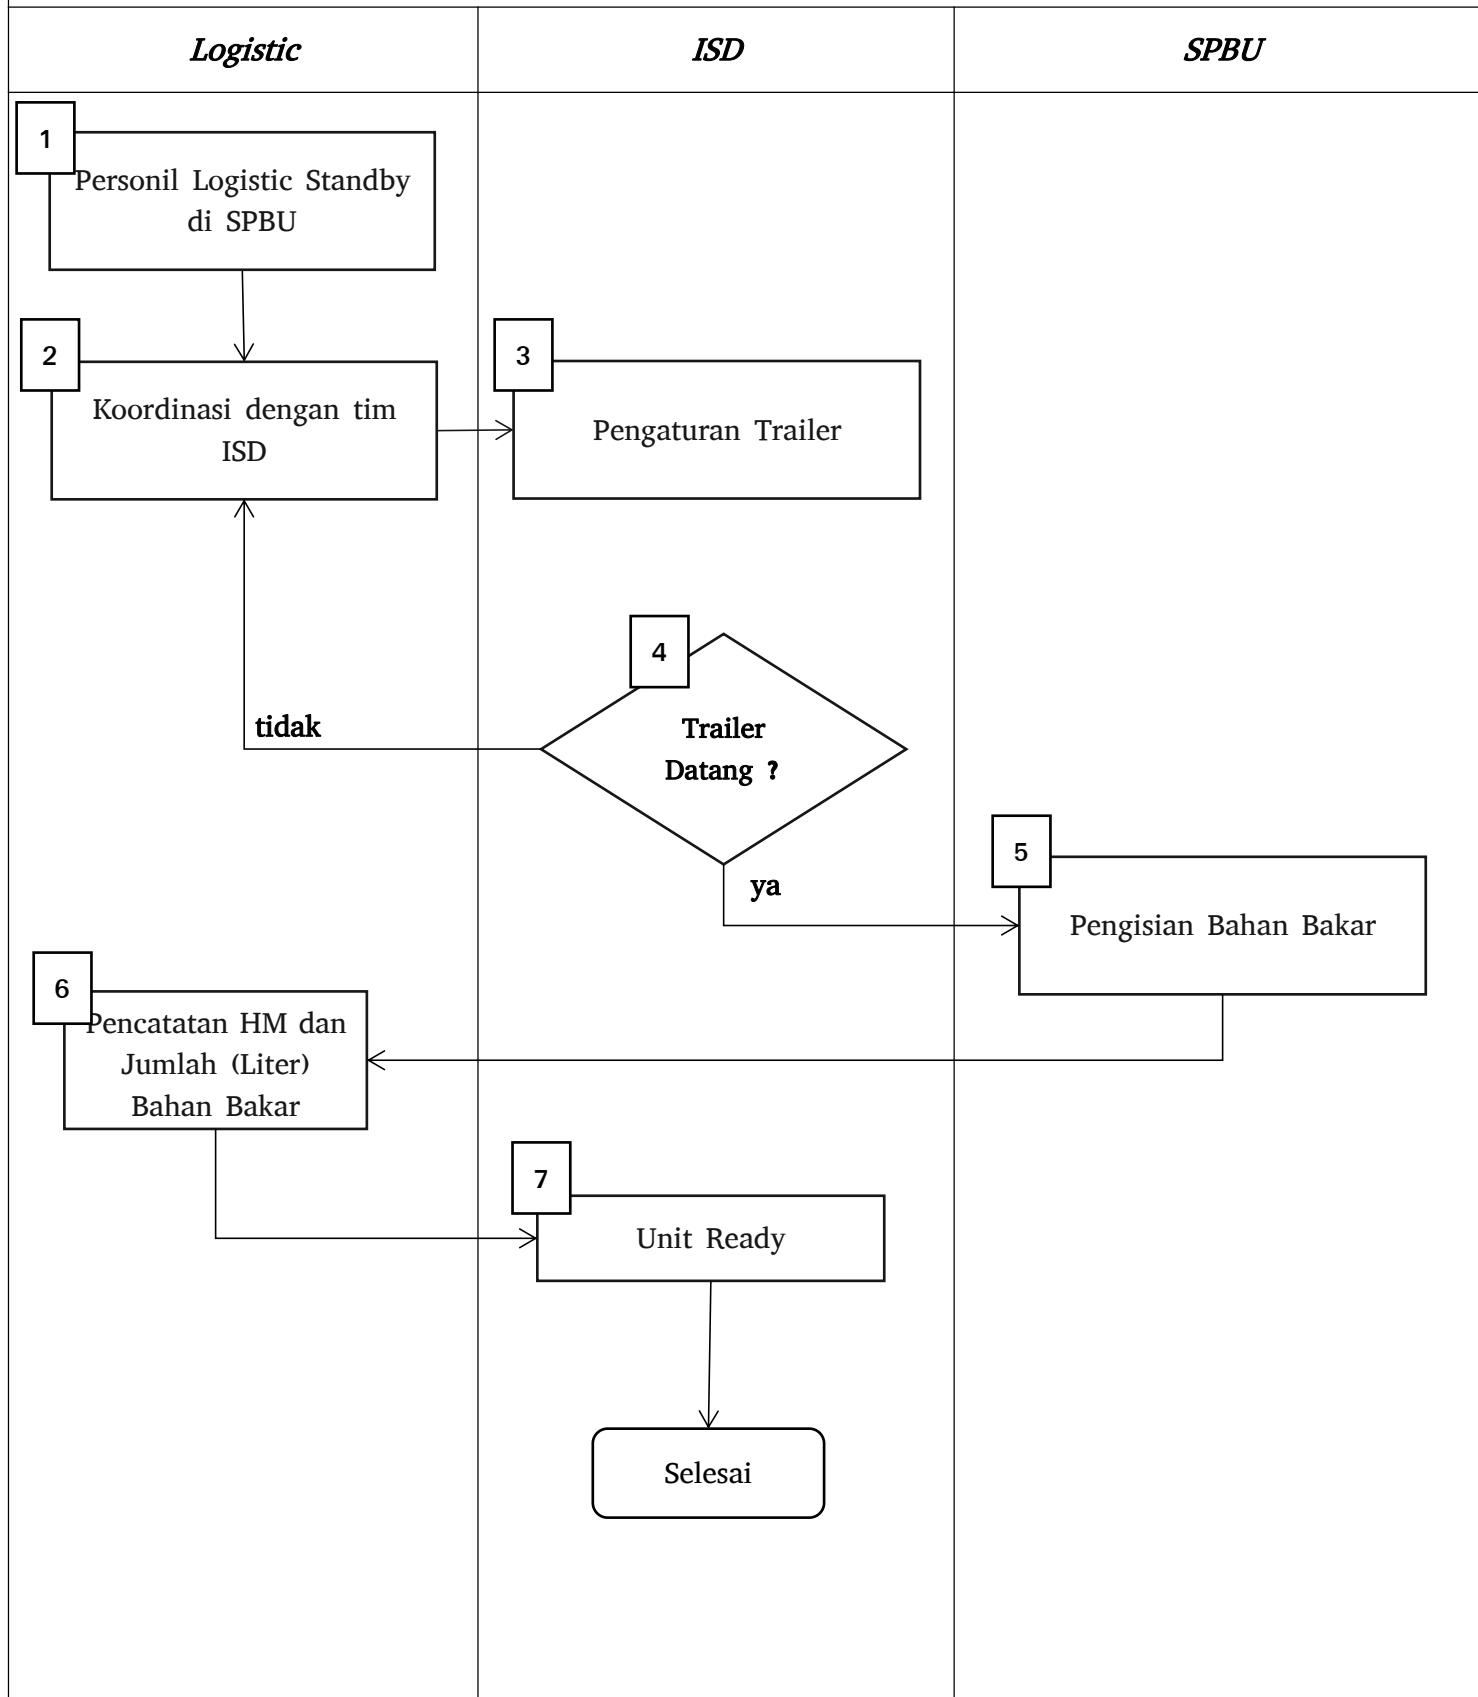 Logistic
ISD
SPBU
1
Personil Logistic Standby
di SPBU
2
Koordinasi dengan tim
ISD
3
Pengaturan Trailer
4
Trailer
Datang ?
tidak
ya
5
Pengisian Bahan Bakar
6
Pencatatan HM dan
Jumlah (Liter)
Bahan Bakar
7
Unit Ready
Selesai